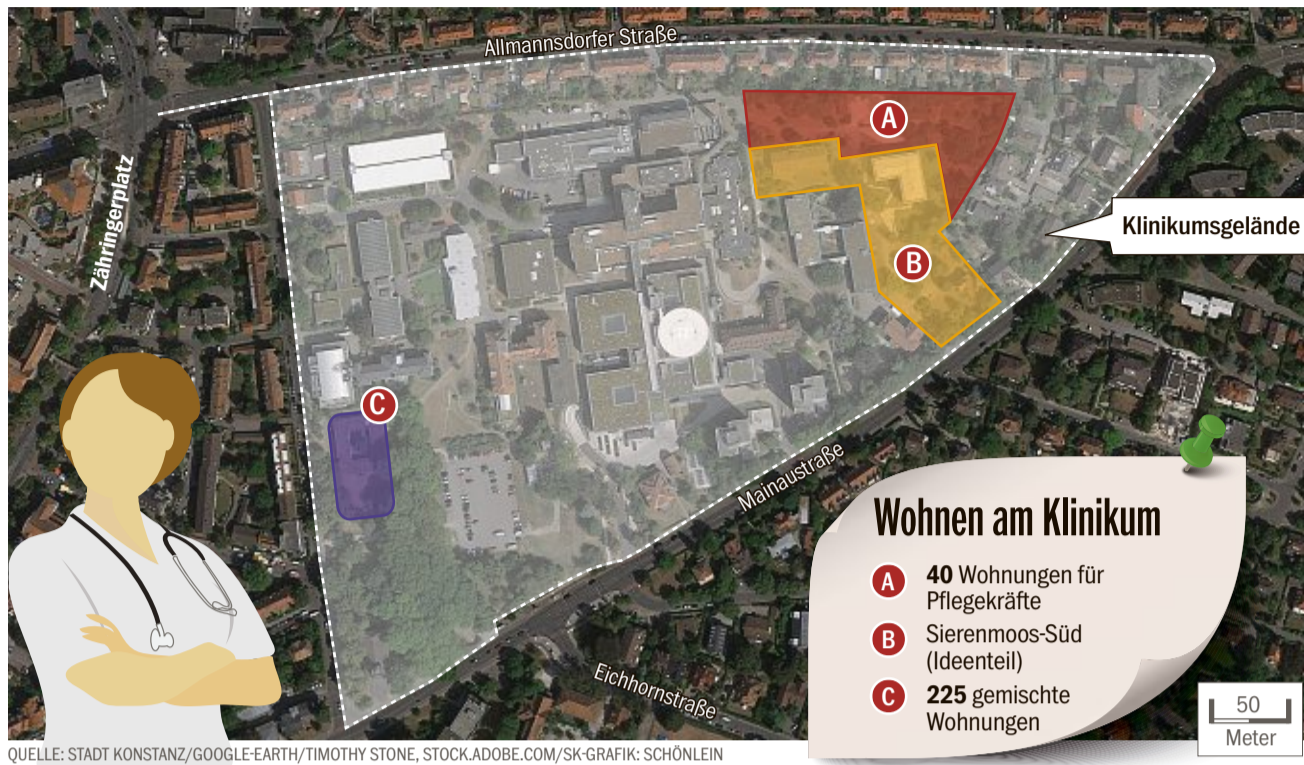 Allmannsdorfer Straße
Zähringerplatz
A
B
C
Klinikumsgelände
Mainaustraße
Eichhornstraße
Wohnen am Klinikum
A 40 Wohnungen für
Pflegekräfte
B Sierenmoos-Süd
(Ideenteil)
C 225 gemischte
Wohnungen
50
Meter
QUELLE: STADT KONSTANZ/GOOGLE-EARTH/TIMOTHY STONE, STOCK.ADOBE.COM/SK-GRAFIK: SCHÖNLEIN